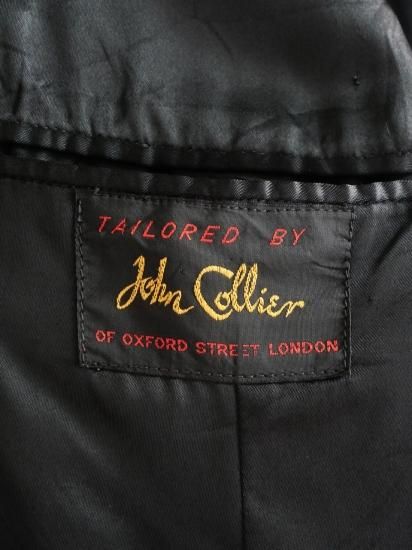 TAILORED BY
John Collier
OF OXFORD STREET LONDON